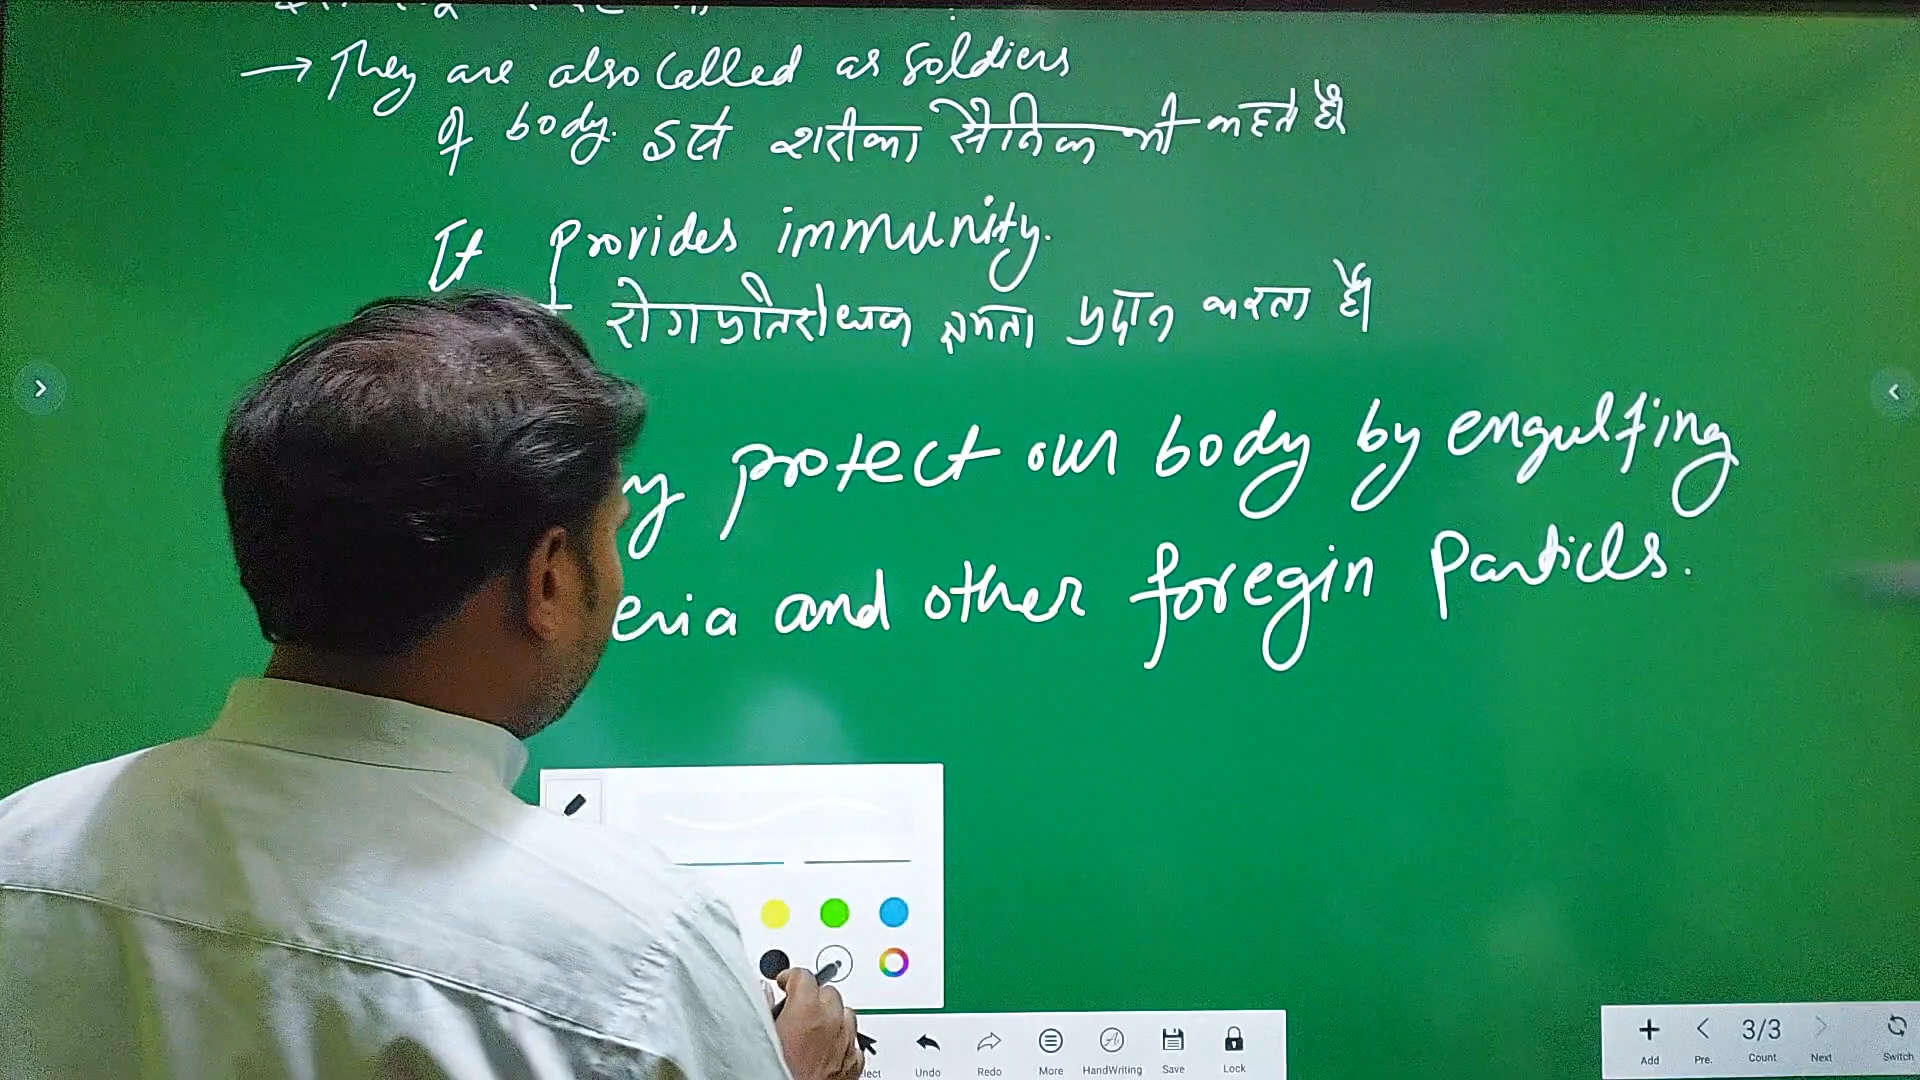 → They are also called as soldiers
of body. इसे शरीर का सैनिक भी कहते हैं।
It provides immunity.
रोग प्रतिरोधक क्षमता प्रदान करता है।
y protect our body by engulfing
eria and other foregin Particls.
lect Undo Redo More HandWriting Save Lock
3/3
Add Pre. Count Next Switch